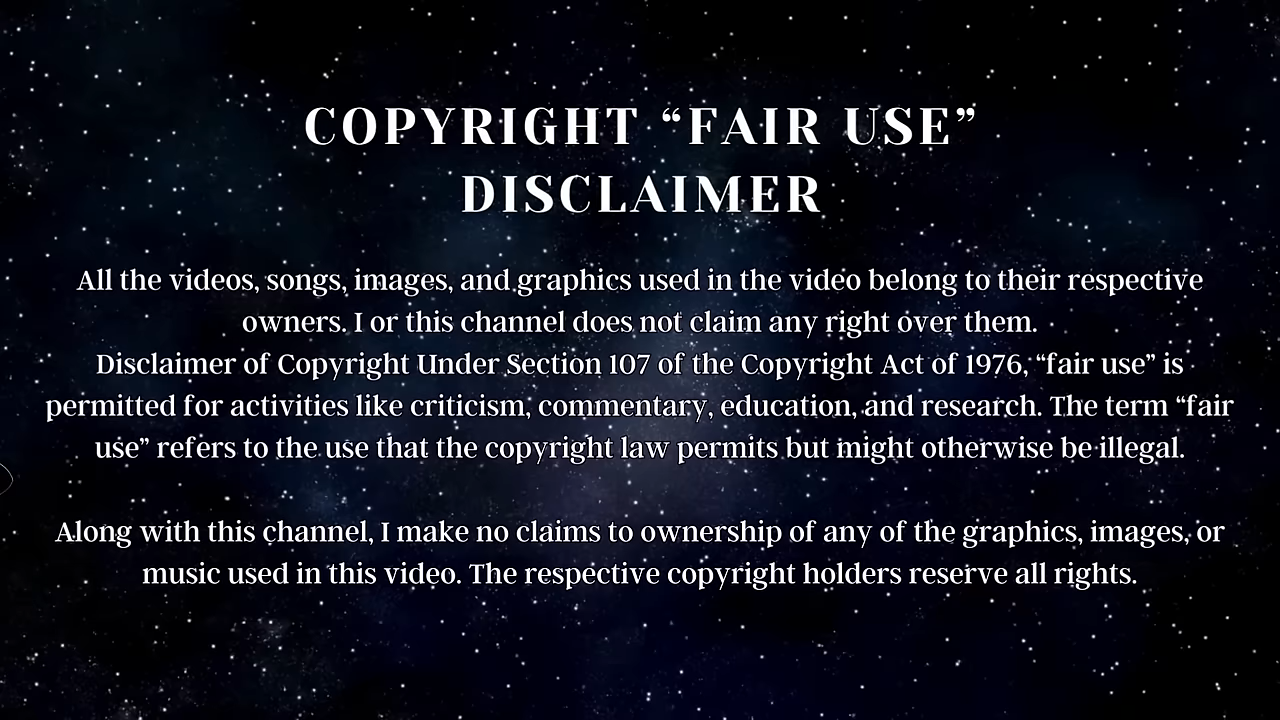 COPYRIGHT “FAIR USE”
DISCLAIMER
All the videos, songs, images, and graphics used in the video belong to their respective
owners. I or this channel does not claim any right over them.
Disclaimer of Copyright Under Section 107 of the Copyright Act of 1976, “fair use” is
permitted for activities like criticism, commentary, education, and research. The term “fair
use” refers to the use that the copyright law permits but might otherwise be illegal.
Along with this channel, I make no claims to ownership of any of the graphics, images, or
music used in this video. The respective copyright holders reserve all rights.